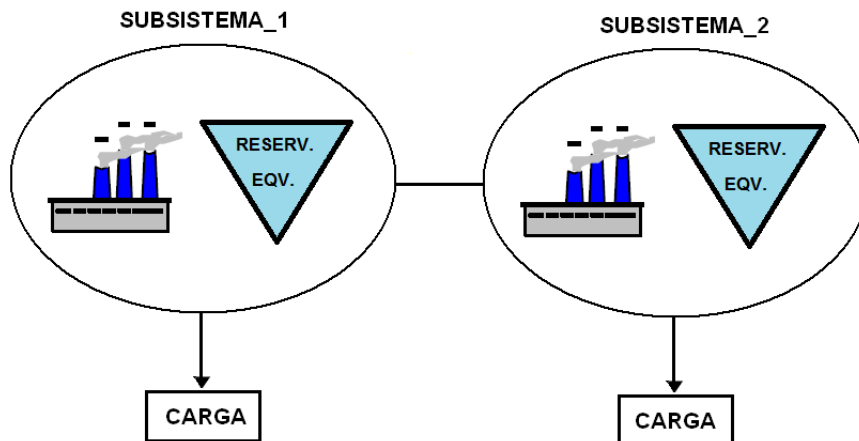 SUBSISTEMA_1
SUBSISTEMA_2
RESERV.
EQV.
RESERV.
EQV.
CARGA
CARGA